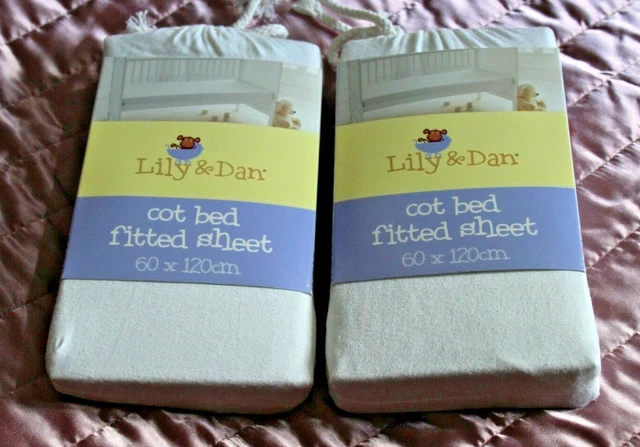 Lily & Dan
cot bed
fitted sheet
60 x 120cm
Lily & Dan
cot bed
fitted sheet
60 x 120cm